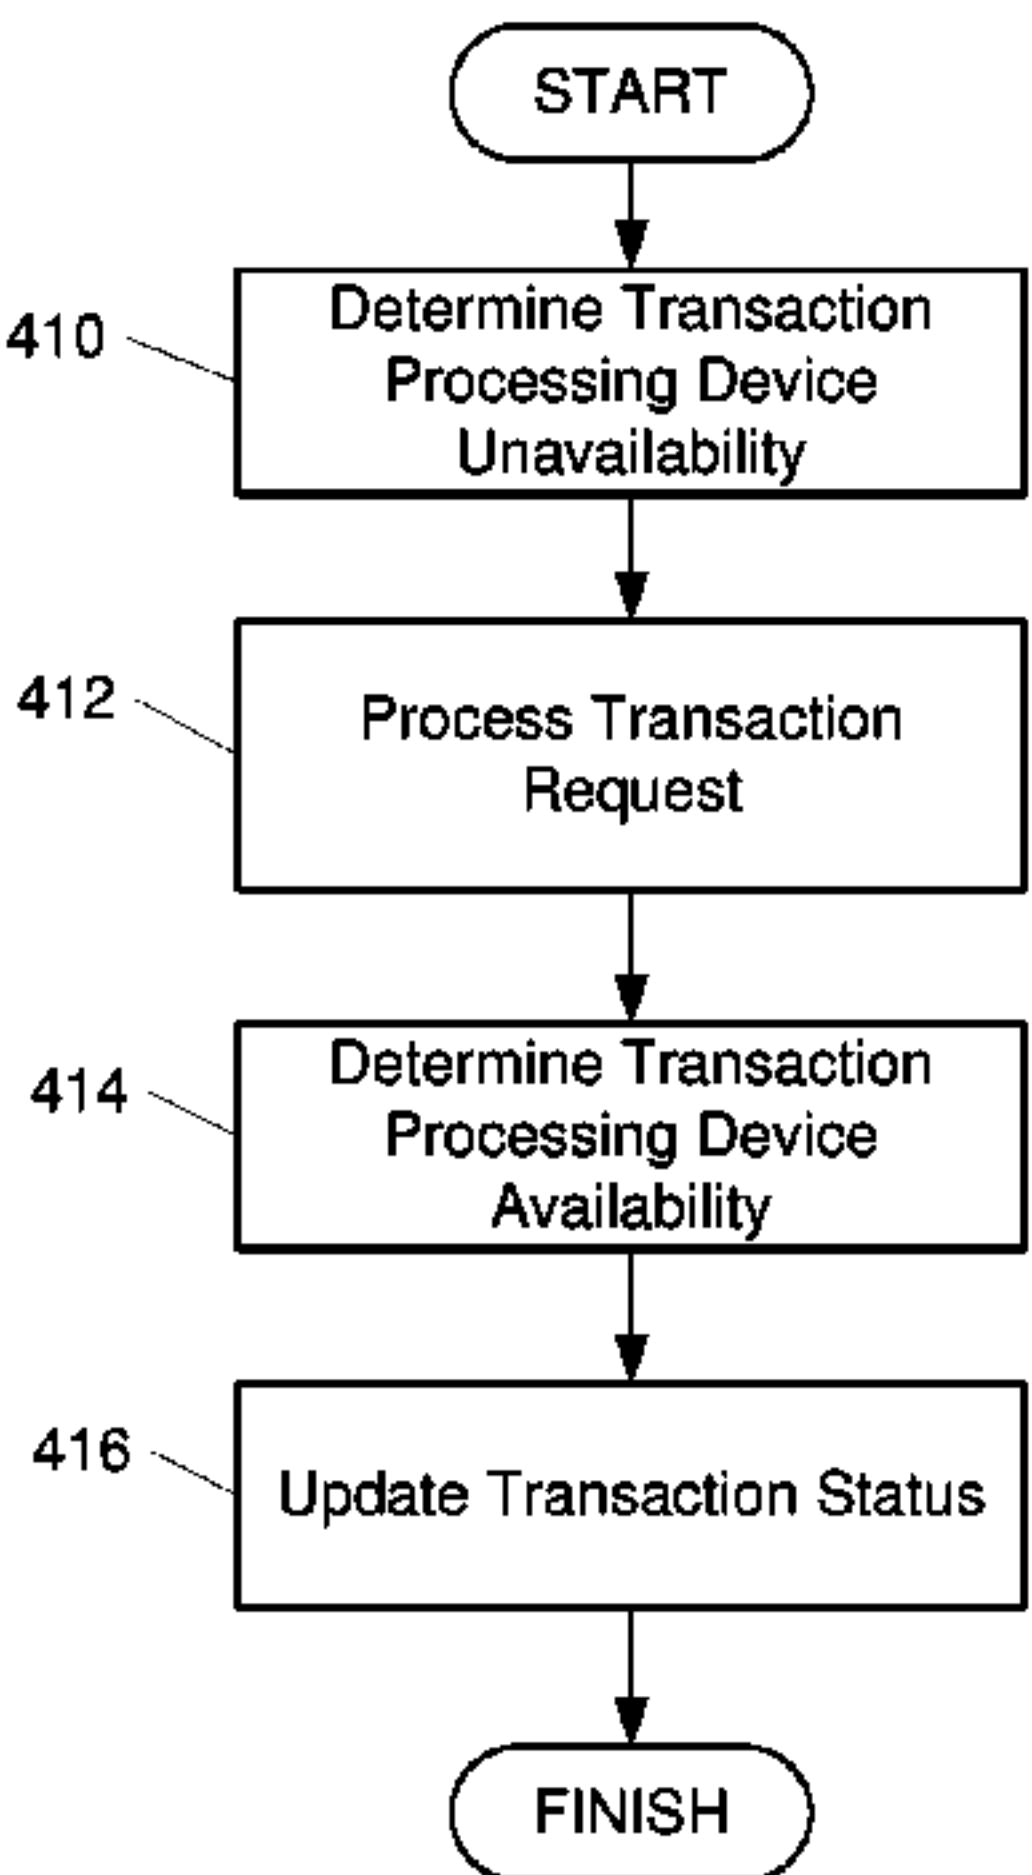 START
410
Determine Transaction
Processing Device
Unavailability
412
Process Transaction
Request
414
Determine Transaction
Processing Device
Availability
416
Update Transaction Status
FINISH